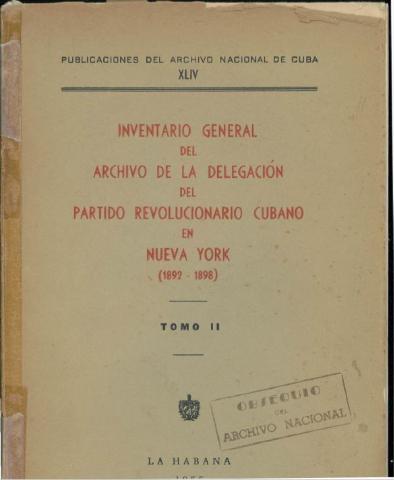 PUBLICACIONES DEL ARCHIVO NACIONAL DE CUBA
XLIV
INVENTARIO GENERAL
DEL
ARCHIVO DE LA DELEGACIÓN
DEL
PARTIDO REVOLUCIONARIO CUBANO
EN
NUEVA YORK
(1892 - 1898)
TOMO II
OBSEQUIO
DEL
ARCHIVO NACIONAL
LA HABANA